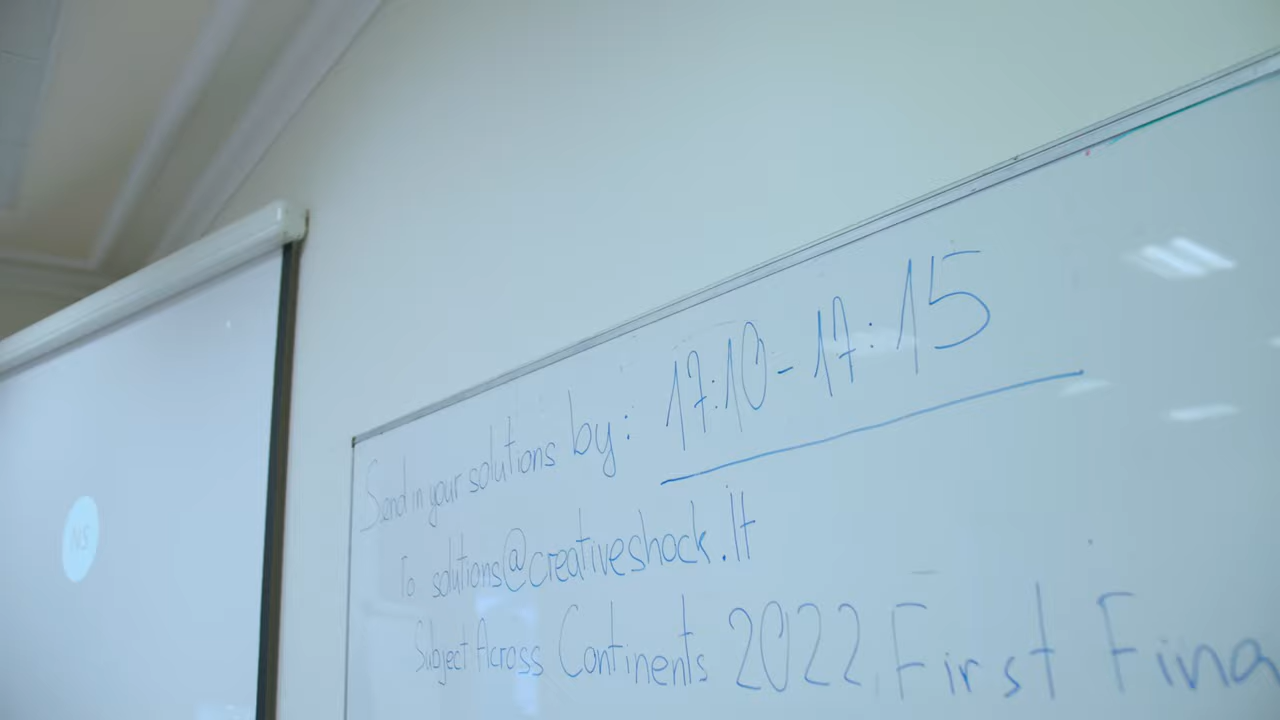 NS
Send in your solutions by: 17:10 - 17:15
To solutions@creativeshock.lt
Subject Across Continents 2022 First Fina